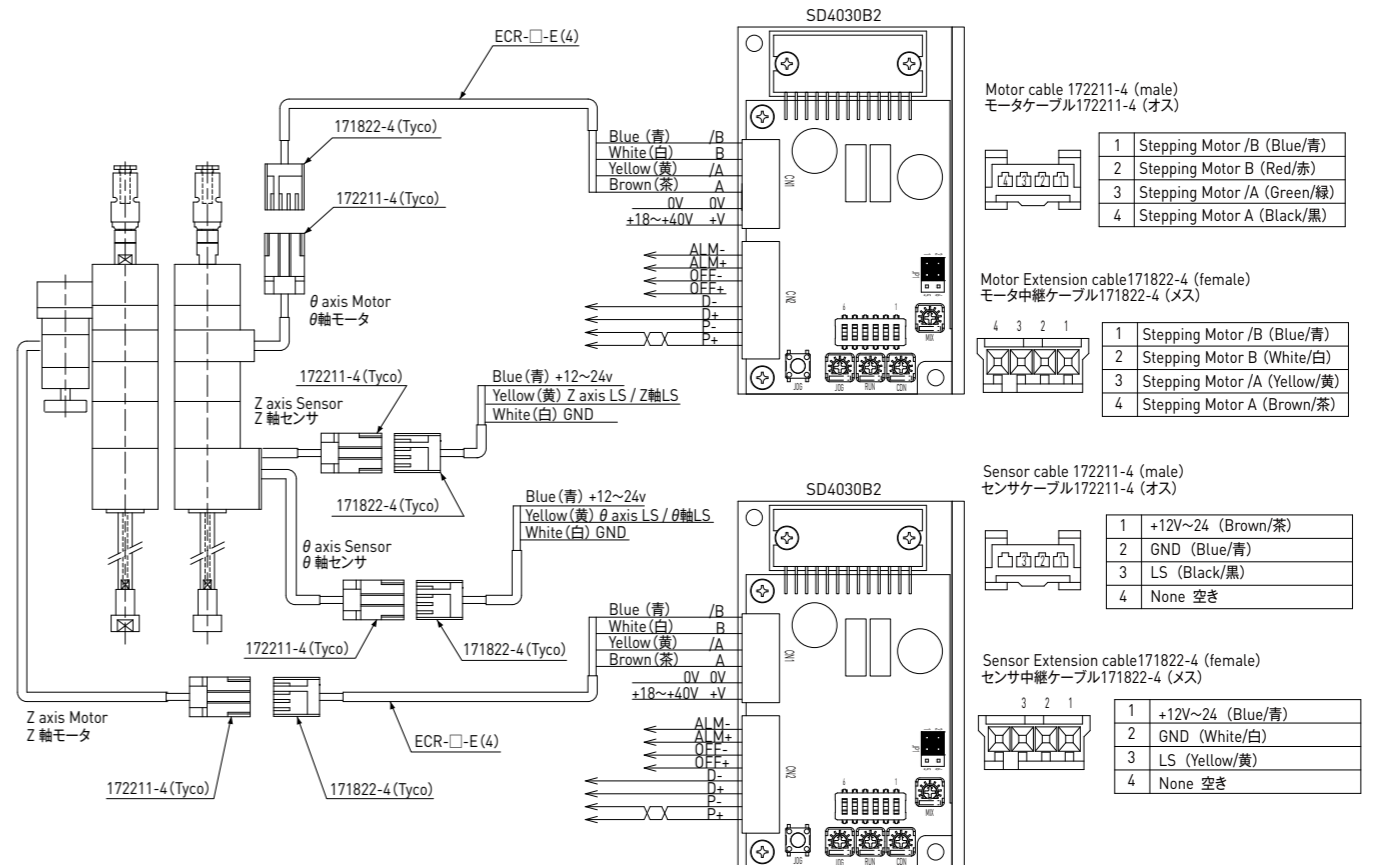 SD4030B2
ECR-□-E(4)
171822-4(Tyco)
172211-4(Tyco)
Blue (青) /B
White(白) B
Yellow(黄) /A
Brown(茶) A
0V 0V
+18~+40V +V
CN1
ALM-
ALM+
OFF-
OFF+
D-
D+
P-
P+
CN2
JP1
6 1
MIX
JOG JOG RUN CDN
θ axis Motor
θ軸モータ
172211-4(Tyco)
Z axis Sensor
Z 軸センサ
Blue(青) +12~24v
Yellow(黄) Z axis LS / Z軸LS
White(白) GND
171822-4(Tyco)
Blue(青) +12~24v
Yellow(黄) θ axis LS / θ軸LS
White(白) GND
θ axis Sensor
θ 軸センサ
172211-4(Tyco)
171822-4(Tyco)
Z axis Motor
Z 軸モータ
172211-4(Tyco)
171822-4(Tyco)
ECR-□-E(4)
SD4030B2
Blue (青) /B
White(白) B
Yellow(黄) /A
Brown(茶) A
0V 0V
+18~+40V +V
CN1
ALM-
ALM+
OFF-
OFF+
D-
D+
P-
P+
CN2
JP1
6 1
MIX
JOG JOG RUN CDN
Motor cable 172211-4 (male)
モータケーブル172211-4 (オス)
4 3 2 1
1 Stepping Motor /B (Blue/青)
2 Stepping Motor B (Red/赤)
3 Stepping Motor /A (Green/緑)
4 Stepping Motor A (Black/黒)
Motor Extension cable171822-4 (female)
モータ中継ケーブル171822-4 (メス)
4 3 2 1
1 Stepping Motor /B (Blue/青)
2 Stepping Motor B (White/白)
3 Stepping Motor /A (Yellow/黄)
4 Stepping Motor A (Brown/茶)
Sensor cable 172211-4 (male)
センサケーブル172211-4 (オス)
3 2 1
1 +12V~24 (Brown/茶)
2 GND (Blue/青)
3 LS (Black/黒)
4 None 空き
Sensor Extension cable171822-4 (female)
センサ中継ケーブル171822-4 (メス)
3 2 1
1 +12V~24 (Blue/青)
2 GND (White/白)
3 LS (Yellow/黄)
4 None 空き